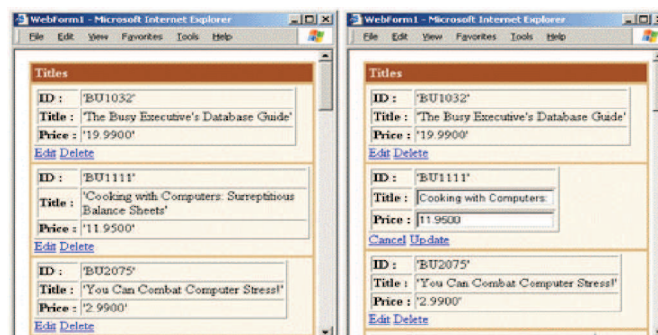 WebForm1 - Microsoft Internet Explorer
File Edit View Favorites Tools Help
Titles
ID : 'BU1032'
Title : 'The Busy Executive's Database Guide'
Price : '19.9900'
Edit Delete
ID : 'BU1111'
Title : 'Cooking with Computers: Surreptitious
Balance Sheets'
Price : '11.9500'
Edit Delete
ID : 'BU2075'
Title : 'You Can Combat Computer Stress!'
Price : '2.9900'
Edit Delete
WebForm1 - Microsoft Internet Explorer
File Edit View Favorites Tools Help
Titles
ID : 'BU1032'
Title : 'The Busy Executive's Database Guide'
Price : '19.9900'
Edit Delete
ID : 'BU1111'
Title : Cooking with Computers:
Price : 11.9500
Cancel Update
ID : 'BU2075'
Title : 'You Can Combat Computer Stress!'
Price : '2.9900'
Edit Delete